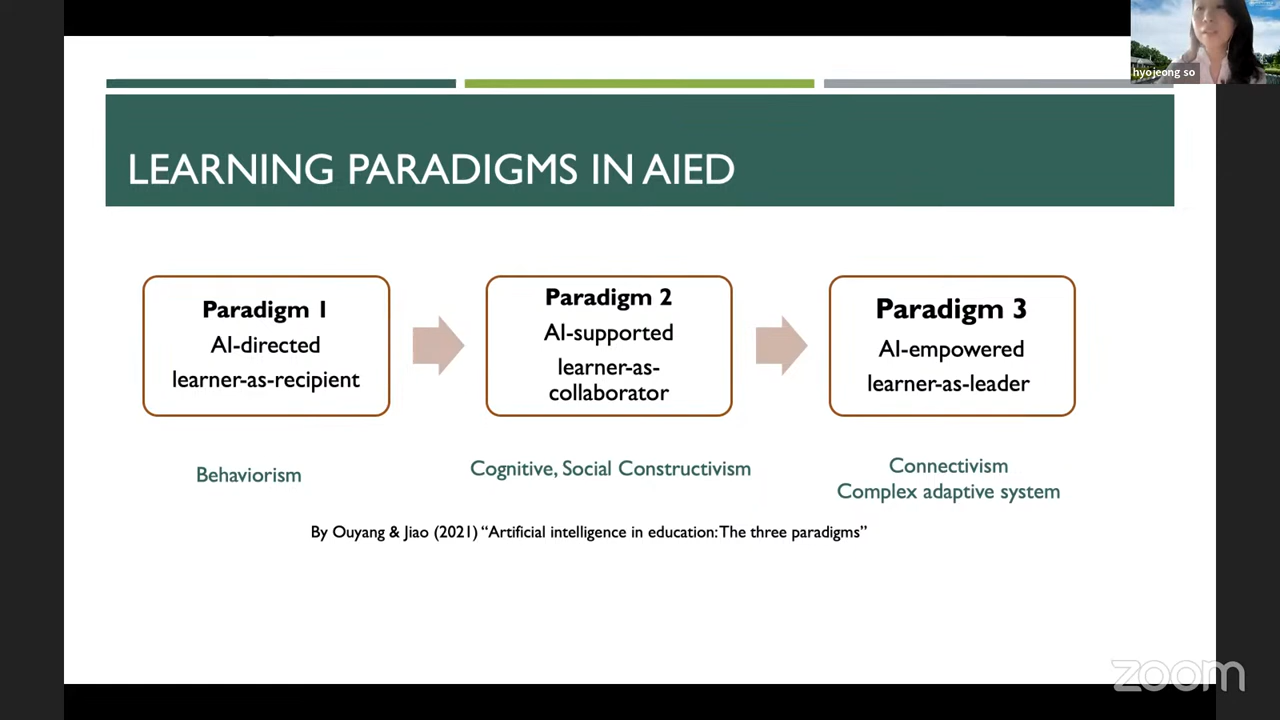 hyojeong so
LEARNING PARADIGMS IN AIED
Paradigm 1
AI-directed
learner-as-recipient
Paradigm 2
AI-supported
learner-as-
collaborator
Paradigm 3
AI-empowered
learner-as-leader
Behaviorism
Cognitive, Social Constructivism
Connectivism
Complex adaptive system
By Ouyang & Jiao (2021) “Artificial intelligence in education: The three paradigms”
zoom